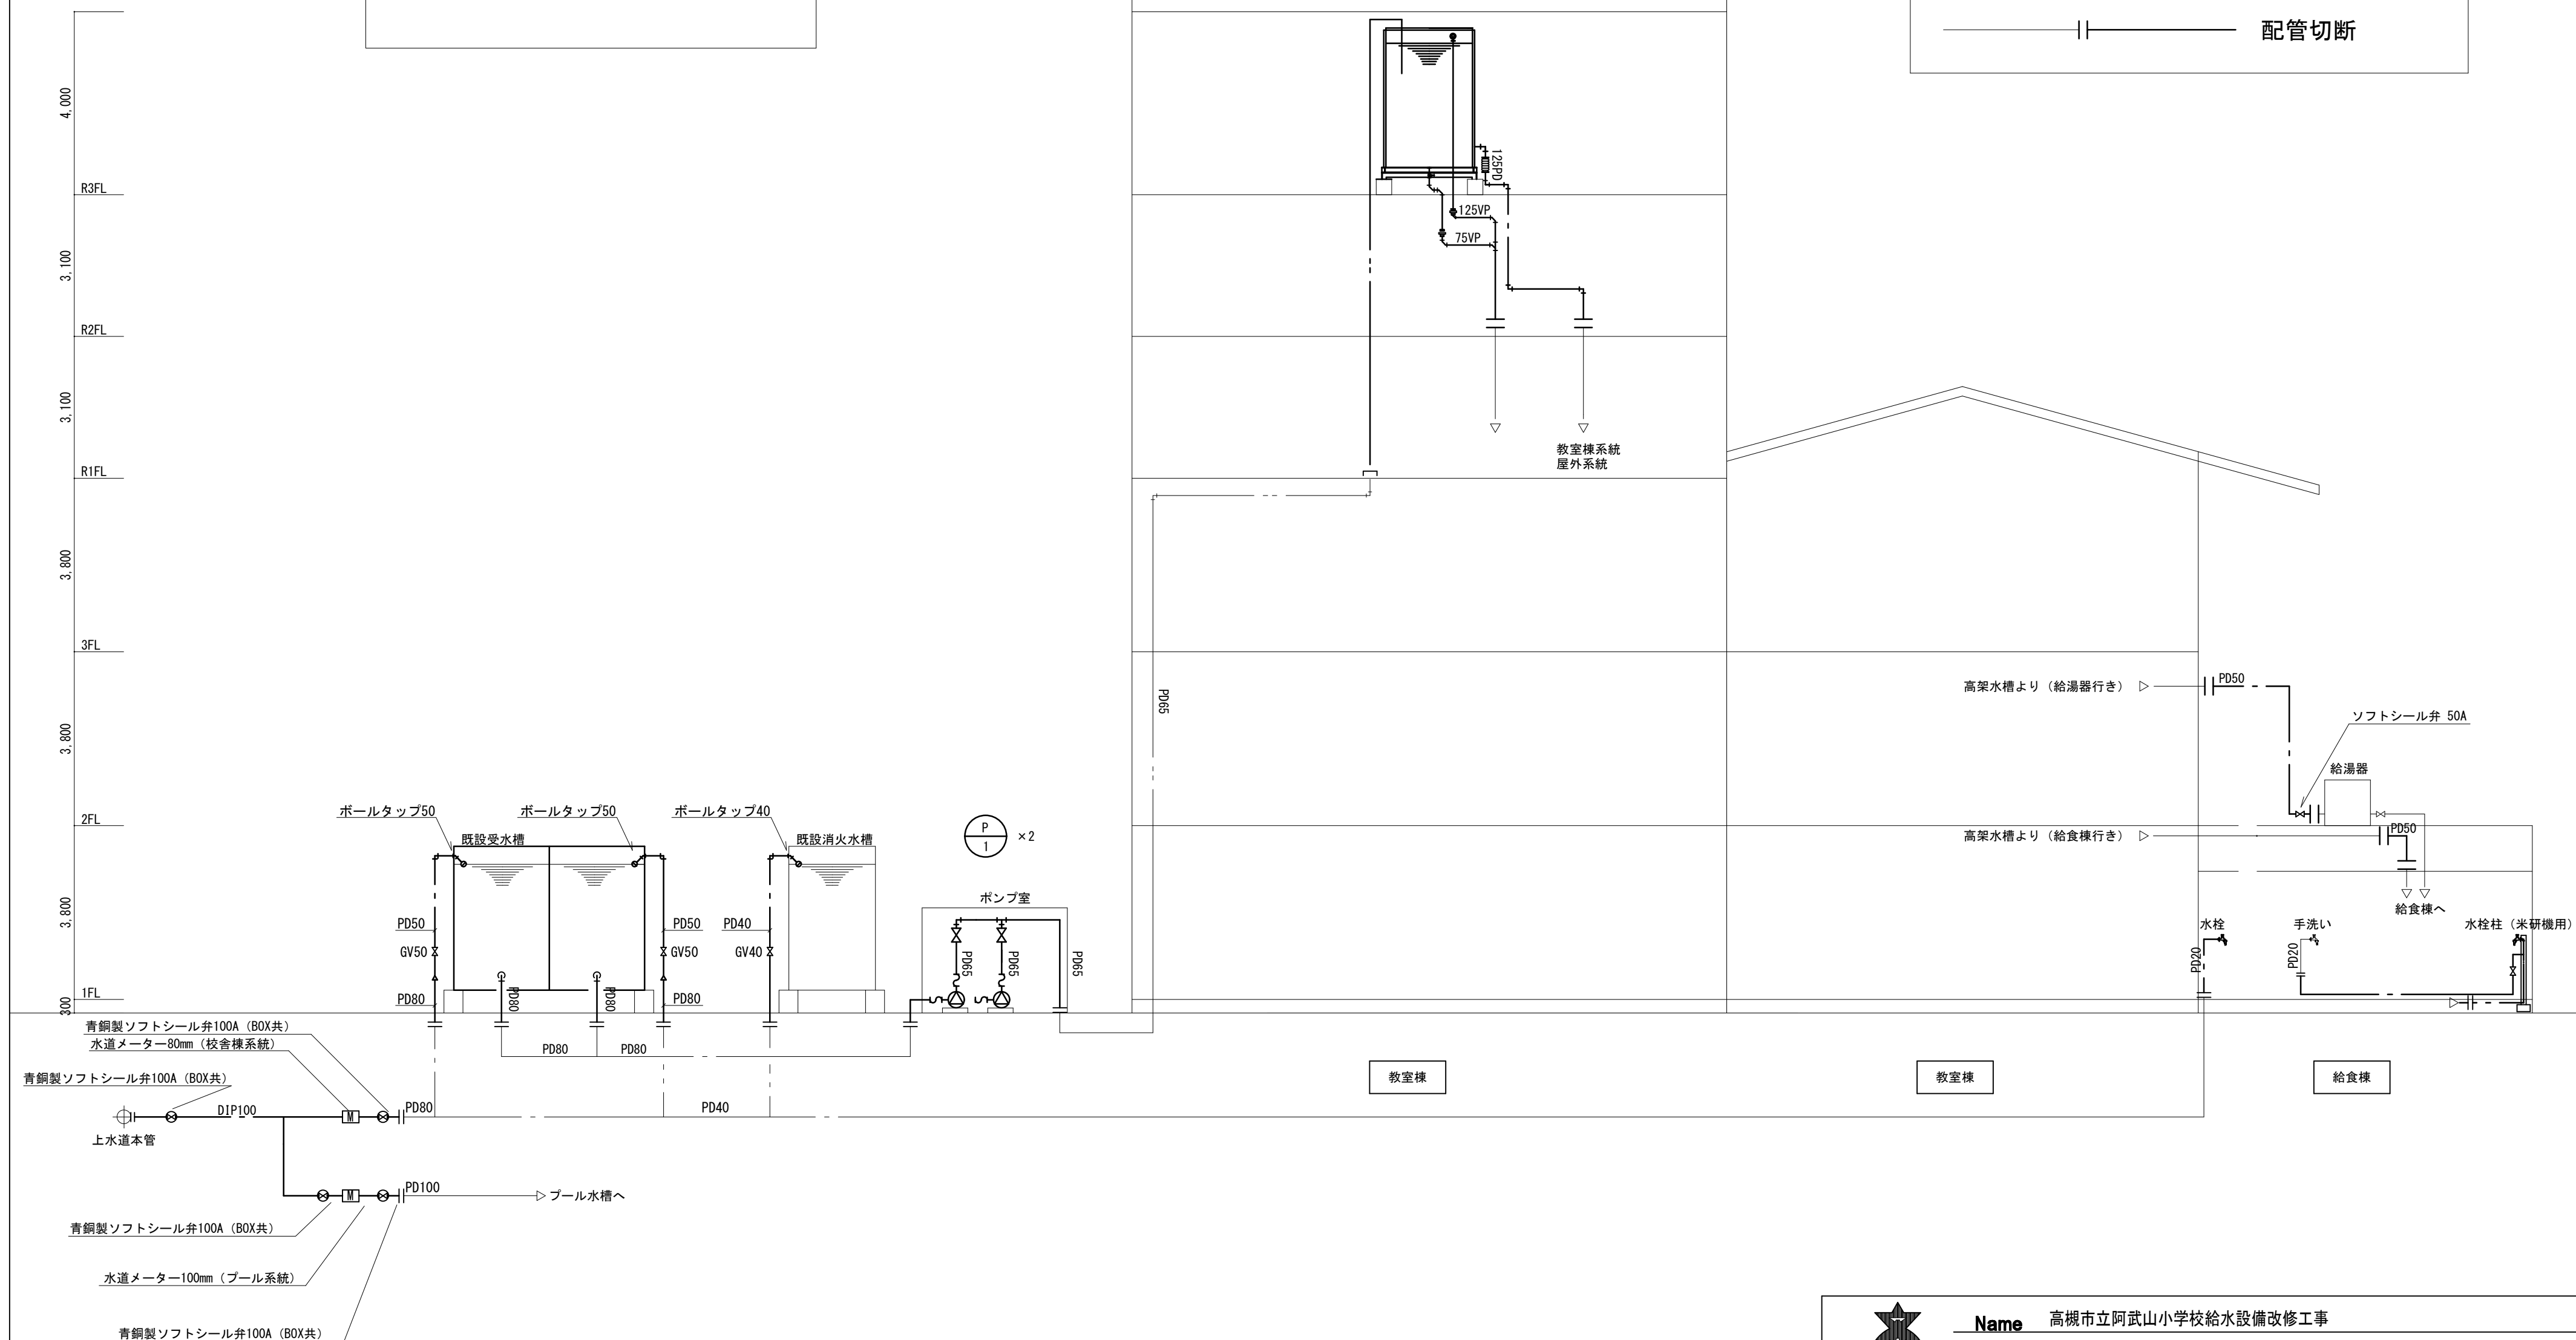 配管切断
4,000
R3FL
125PD
125VP
75VP
3,100
R2FL
3,100
教室棟系統
屋外系統
R1FL
3,800
3FL
PD65
高架水槽より（給湯器行き）
PD50
ソフトシール弁 50A
給湯器
3,800
2FL
ボールタップ50
ボールタップ50
ボールタップ40
既設受水槽
既設消火水槽
P
1
×2
高架水槽より（給食棟行き）
PD50
給食棟へ
3,800
ポンプ室
PD50
GV50
PD80
PD80
PD80
PD50
GV50
PD80
PD40
GV40
PD65
PD65
PD65
水栓
PD20
手洗い
PD20
水栓柱（米研機用）
1FL
300
PD80
PD80
青銅製ソフトシール弁100A（BOX共）
水道メーター80mm（校舎棟系統）
青銅製ソフトシール弁100A（BOX共）
DIP100
M
PD80
PD40
上水道本管
教室棟
教室棟
給食棟
M
PD100
プール水槽へ
青銅製ソフトシール弁100A（BOX共）
水道メーター100mm（プール系統）
青銅製ソフトシール弁100A（BOX共）
Name
高槻市立阿武山小学校給水設備改修工事